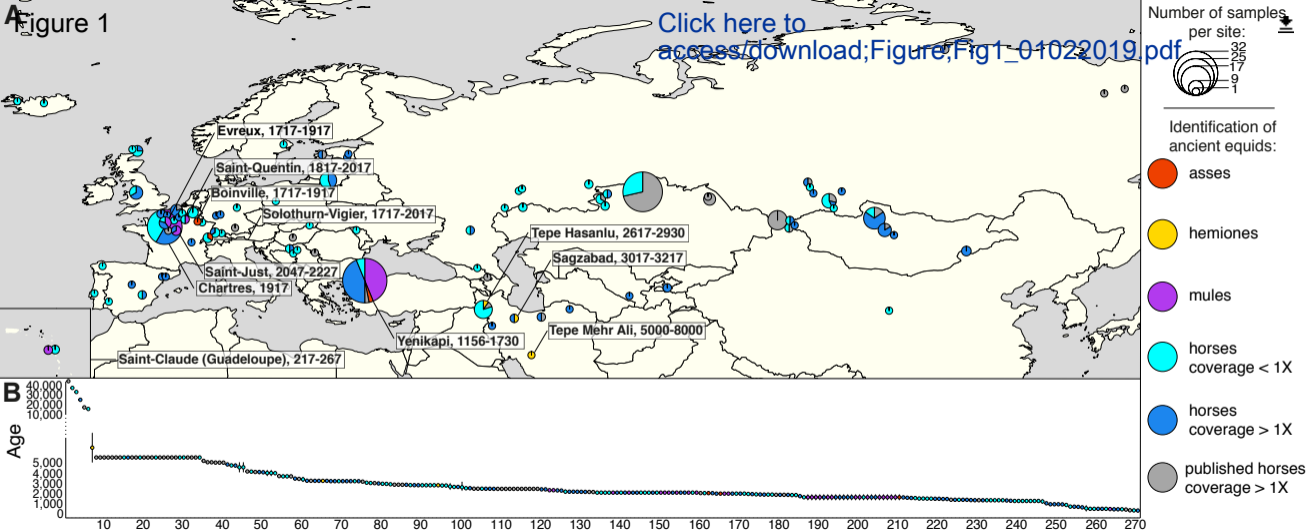 A
Figure 1
Click here to
access/download;Figure;Fig1_01022019.pdf
Number of samples
per site:
32
25
17
9
1
Identification of
ancient equids:
asses
hemiones
mules
horses
coverage < 1X
horses
coverage > 1X
published horses
coverage > 1X
Evreux, 1717-1917
Saint-Quentin, 1817-2017
Boinville, 1717-1917
Solothurn-Vigier, 1717-2017
Tepe Hasanlu, 2617-2930
Sagzabad, 3017-3217
Saint-Just, 2047-2227
Chartres, 1917
Tepe Mehr Ali, 5000-8000
Yenikapi, 1156-1730
Saint-Claude (Guadeloupe), 217-267
B
Age
40,000
30,000
20,000
10,000
5,000
4,000
3,000
2,000
1,000
0
10 20 30 40 50 60 70 80 90 100 110 120 130 140 150 160 170 180 190 200 210 220 230 240 250 260 270